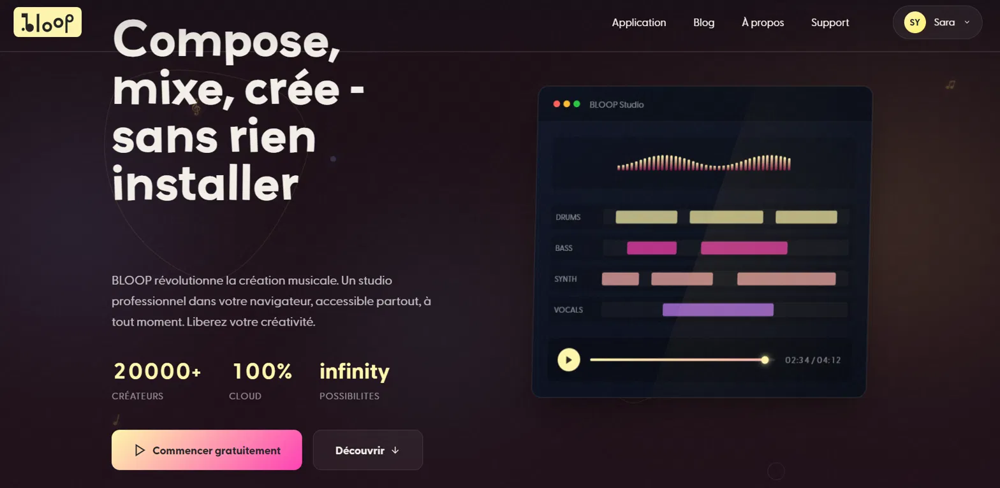 bloop
Application
Blog
À propos
Support
SY
Sara
Compose,
mixe, crée -
sans rien
installer
BLOOP révolutionne la création musicale. Un studio
professionnel dans votre navigateur, accessible partout, à
tout moment. Liberez votre créativité.
20000+
CRÉATEURS
100%
CLOUD
infinity
POSSIBILITES
Commencer gratuitement
Découvrir ↓
BLOOP Studio
DRUMS
BASS
SYNTH
VOCALS
02:34 / 04:12